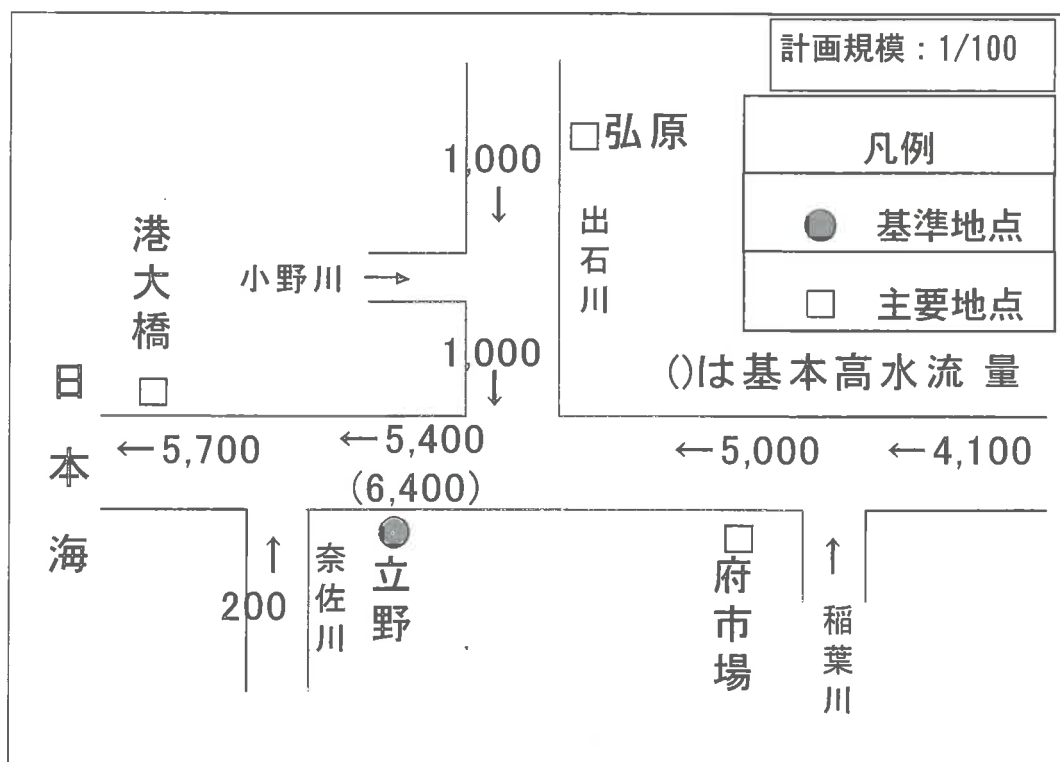 計画規模：1/100
凡例
基準地点
主要地点
()は基本高水流量
弘原
1,000
↓
出石川
小野川 →
1,000
↓
港大橋
日本海
←5,700
←5,400
(6,400)
←5,000
←4,100
↑
200
奈佐川
立野
府市場
↑
稲葉川